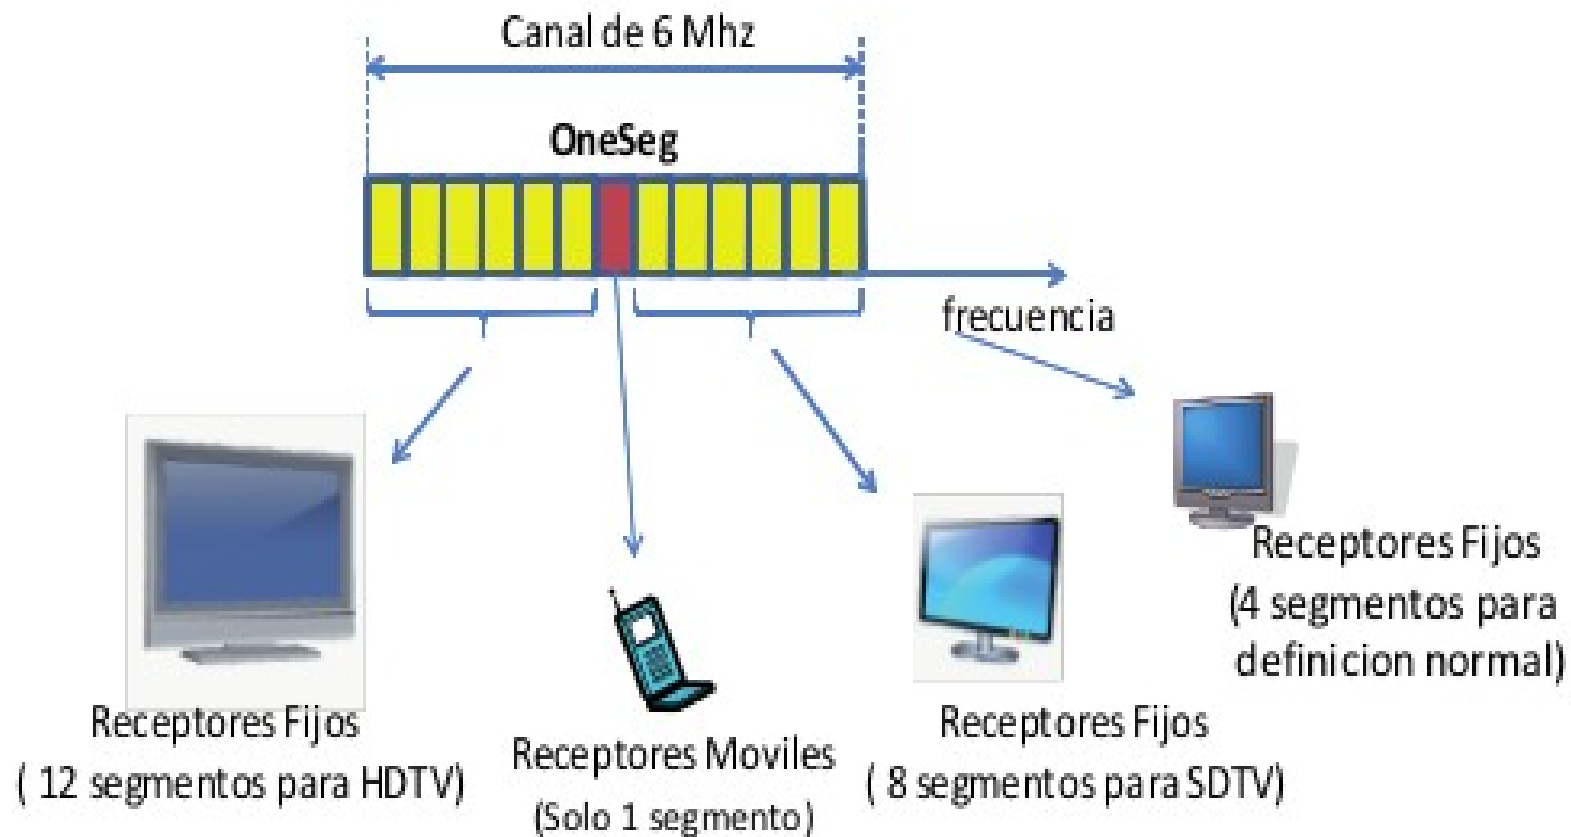 Canal de 6 Mhz
OneSeg
frecuencia
Receptores Fijos
( 12 segmentos para HDTV)
Receptores Moviles
(Solo 1 segmento)
Receptores Fijos
( 8 segmentos para SDTV)
Receptores Fijos
(4 segmentos para
definicion normal)